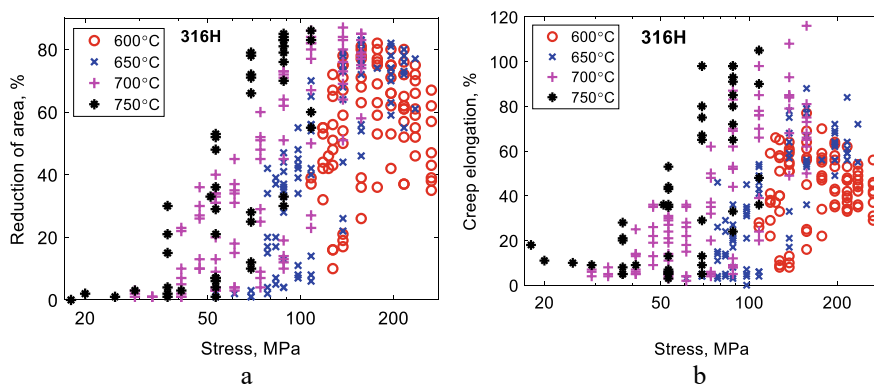 316H
600°C
650°C
700°C
750°C
Reduction of area, %
80
60
40
20
0
20
50
100
200
Stress, MPa
a
316H
600°C
650°C
700°C
750°C
Creep elongation, %
120
100
80
60
40
20
0
20
50
100
200
Stress, MPa
b